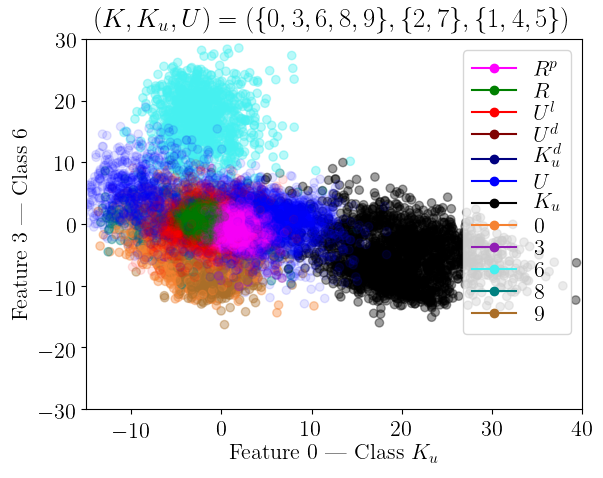 (K, K_u, U) = ({0, 3, 6, 8, 9}, {2, 7}, {1, 4, 5})
30
20
10
0
−10
−20
−30
Feature 3 — Class 6
R^p
R
U^l
U^d
K_u^d
U
K_u
0
3
6
8
9
−10
0
10
20
30
40
Feature 0 — Class K_u